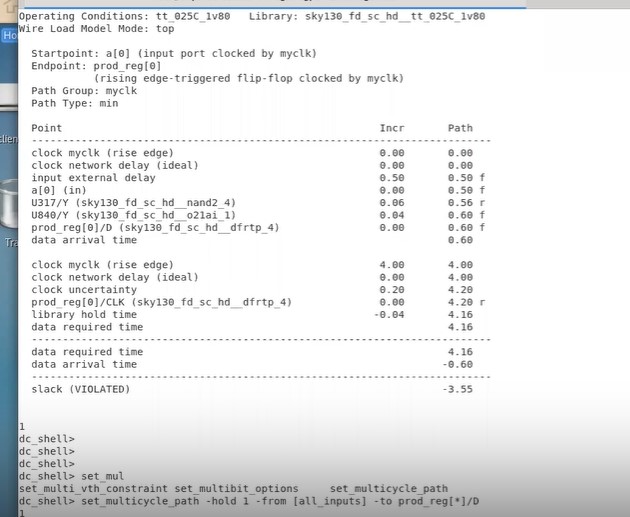 Operating Conditions: tt_025C_1v80   Library: sky130_fd_sc_hd__tt_025C_1v80
Wire Load Model Mode: top
Ho
Startpoint: a[0] (input port clocked by myclk)
Endpoint: prod_reg[0]
(rising edge-triggered flip-flop clocked by myclk)
Path Group: myclk
Path Type: min
Point                    Incr       Path
-----------------------------------------------------------
clock myclk (rise edge)                    0.00       0.00
clock network delay (ideal)                0.00       0.00
input external delay                       0.50       0.50 f
a[0] (in)                                  0.00       0.50 f
U317/Y (sky130_fd_sc_hd__nand2_4)          0.06       0.56 r
U840/Y (sky130_fd_sc_hd__o21ai_1)          0.04       0.60 f
prod_reg[0]/D (sky130_fd_sc_hd__dfrtp_4)   0.00       0.60 f
data arrival time                                     0.60
clock myclk (rise edge)                    4.00       4.00
clock network delay (ideal)                0.00       4.00
clock uncertainty                          0.20       4.20
prod_reg[0]/CLK (sky130_fd_sc_hd__dfrtp_4) 0.00       4.20 r
library hold time                         -0.04       4.16
data required time                                    4.16
-----------------------------------------------------------
data required time                                    4.16
data arrival time                                    -0.60
-----------------------------------------------------------
slack (VIOLATED)                                     -3.55
1
dc_shell>
dc_shell>
dc_shell>
dc_shell> set_mul
set_multi_vth_constraint set_multibit_options     set_multicycle_path
dc_shell> set_multicycle_path -hold 1 -from [all_inputs] -to prod_reg[*]/D
1